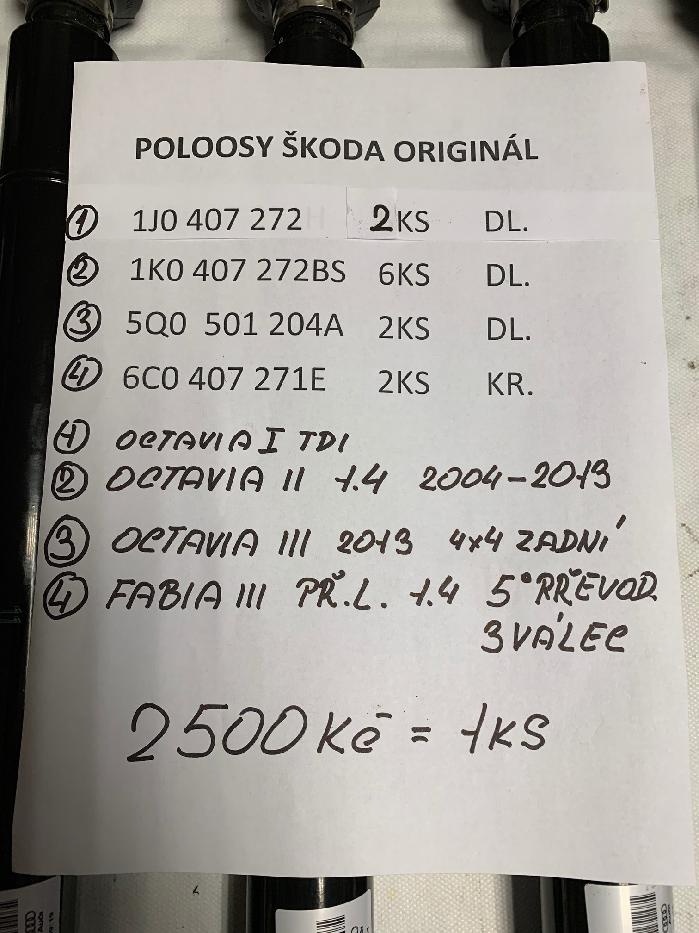 POLOOSY ŠKODA ORIGINÁL
① 1J0 407 272 2KS DL.
② 1K0 407 272BS 6KS DL.
③ 5Q0 501 204A 2KS DL.
④ 6C0 407 271E 2KS KR.
① OCTAVIA I TDI
② OCTAVIA II 1.4 2004-2013
③ OCTAVIA III 2013 4x4 ZADNÍ
④ FABIA III PŘ.L. 1.4 5°RŘEVOD.
3VÁLEC
2500Kč = 1KS
Audi